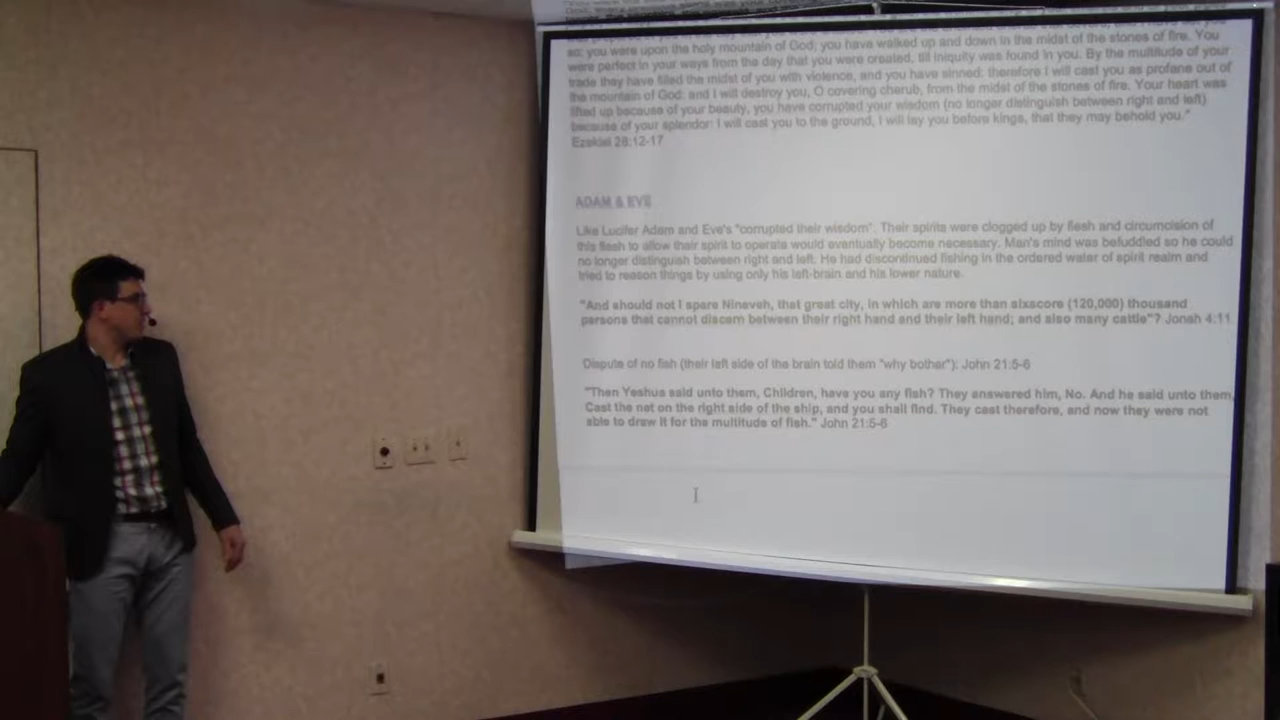 as: you were upon the holy mountain of God; you have walked up and down in the midst of the stones of fire. You
were perfect in your ways from the day that you were created, till iniquity was found in you. By the multitude of your
trade they have filled the midst of you with violence, and you have sinned: therefore I will cast you as profane out of
the mountain of God: and I will destroy you, O covering cherub, from the midst of the stones of fire. Your heart was
lifted up because of your beauty, you have corrupted your wisdom (no longer distinguish between right and left)
because of your splendor: I will cast you to the ground, I will lay you before kings, that they may behold you."
Ezekiel 28:12-17
ADAM & EVE
Like Lucifer Adam and Eve's "corrupted their wisdom". Their spirits were clogged up by flesh and circumcision of
this flesh to allow their spirit to operate would eventually become necessary. Man's mind was befuddled so he could
no longer distinguish between right and left. He had discontinued fishing in the ordered water of spirit realm and
tried to reason things by using only his left-brain and his lower nature.
"And should not I spare Nineveh, that great city, in which are more than sixscore (120,000) thousand
persons that cannot discern between their right hand and their left hand; and also many cattle"? Jonah 4:11
Dispute of no fish (their left side of the brain told them "why bother"): John 21:5-6
"Then Yeshua said unto them, Children, have you any fish? They answered him, No. And he said unto them,
Cast the net on the right side of the ship, and you shall find. They cast therefore, and now they were not
able to draw it for the multitude of fish." John 21:5-6